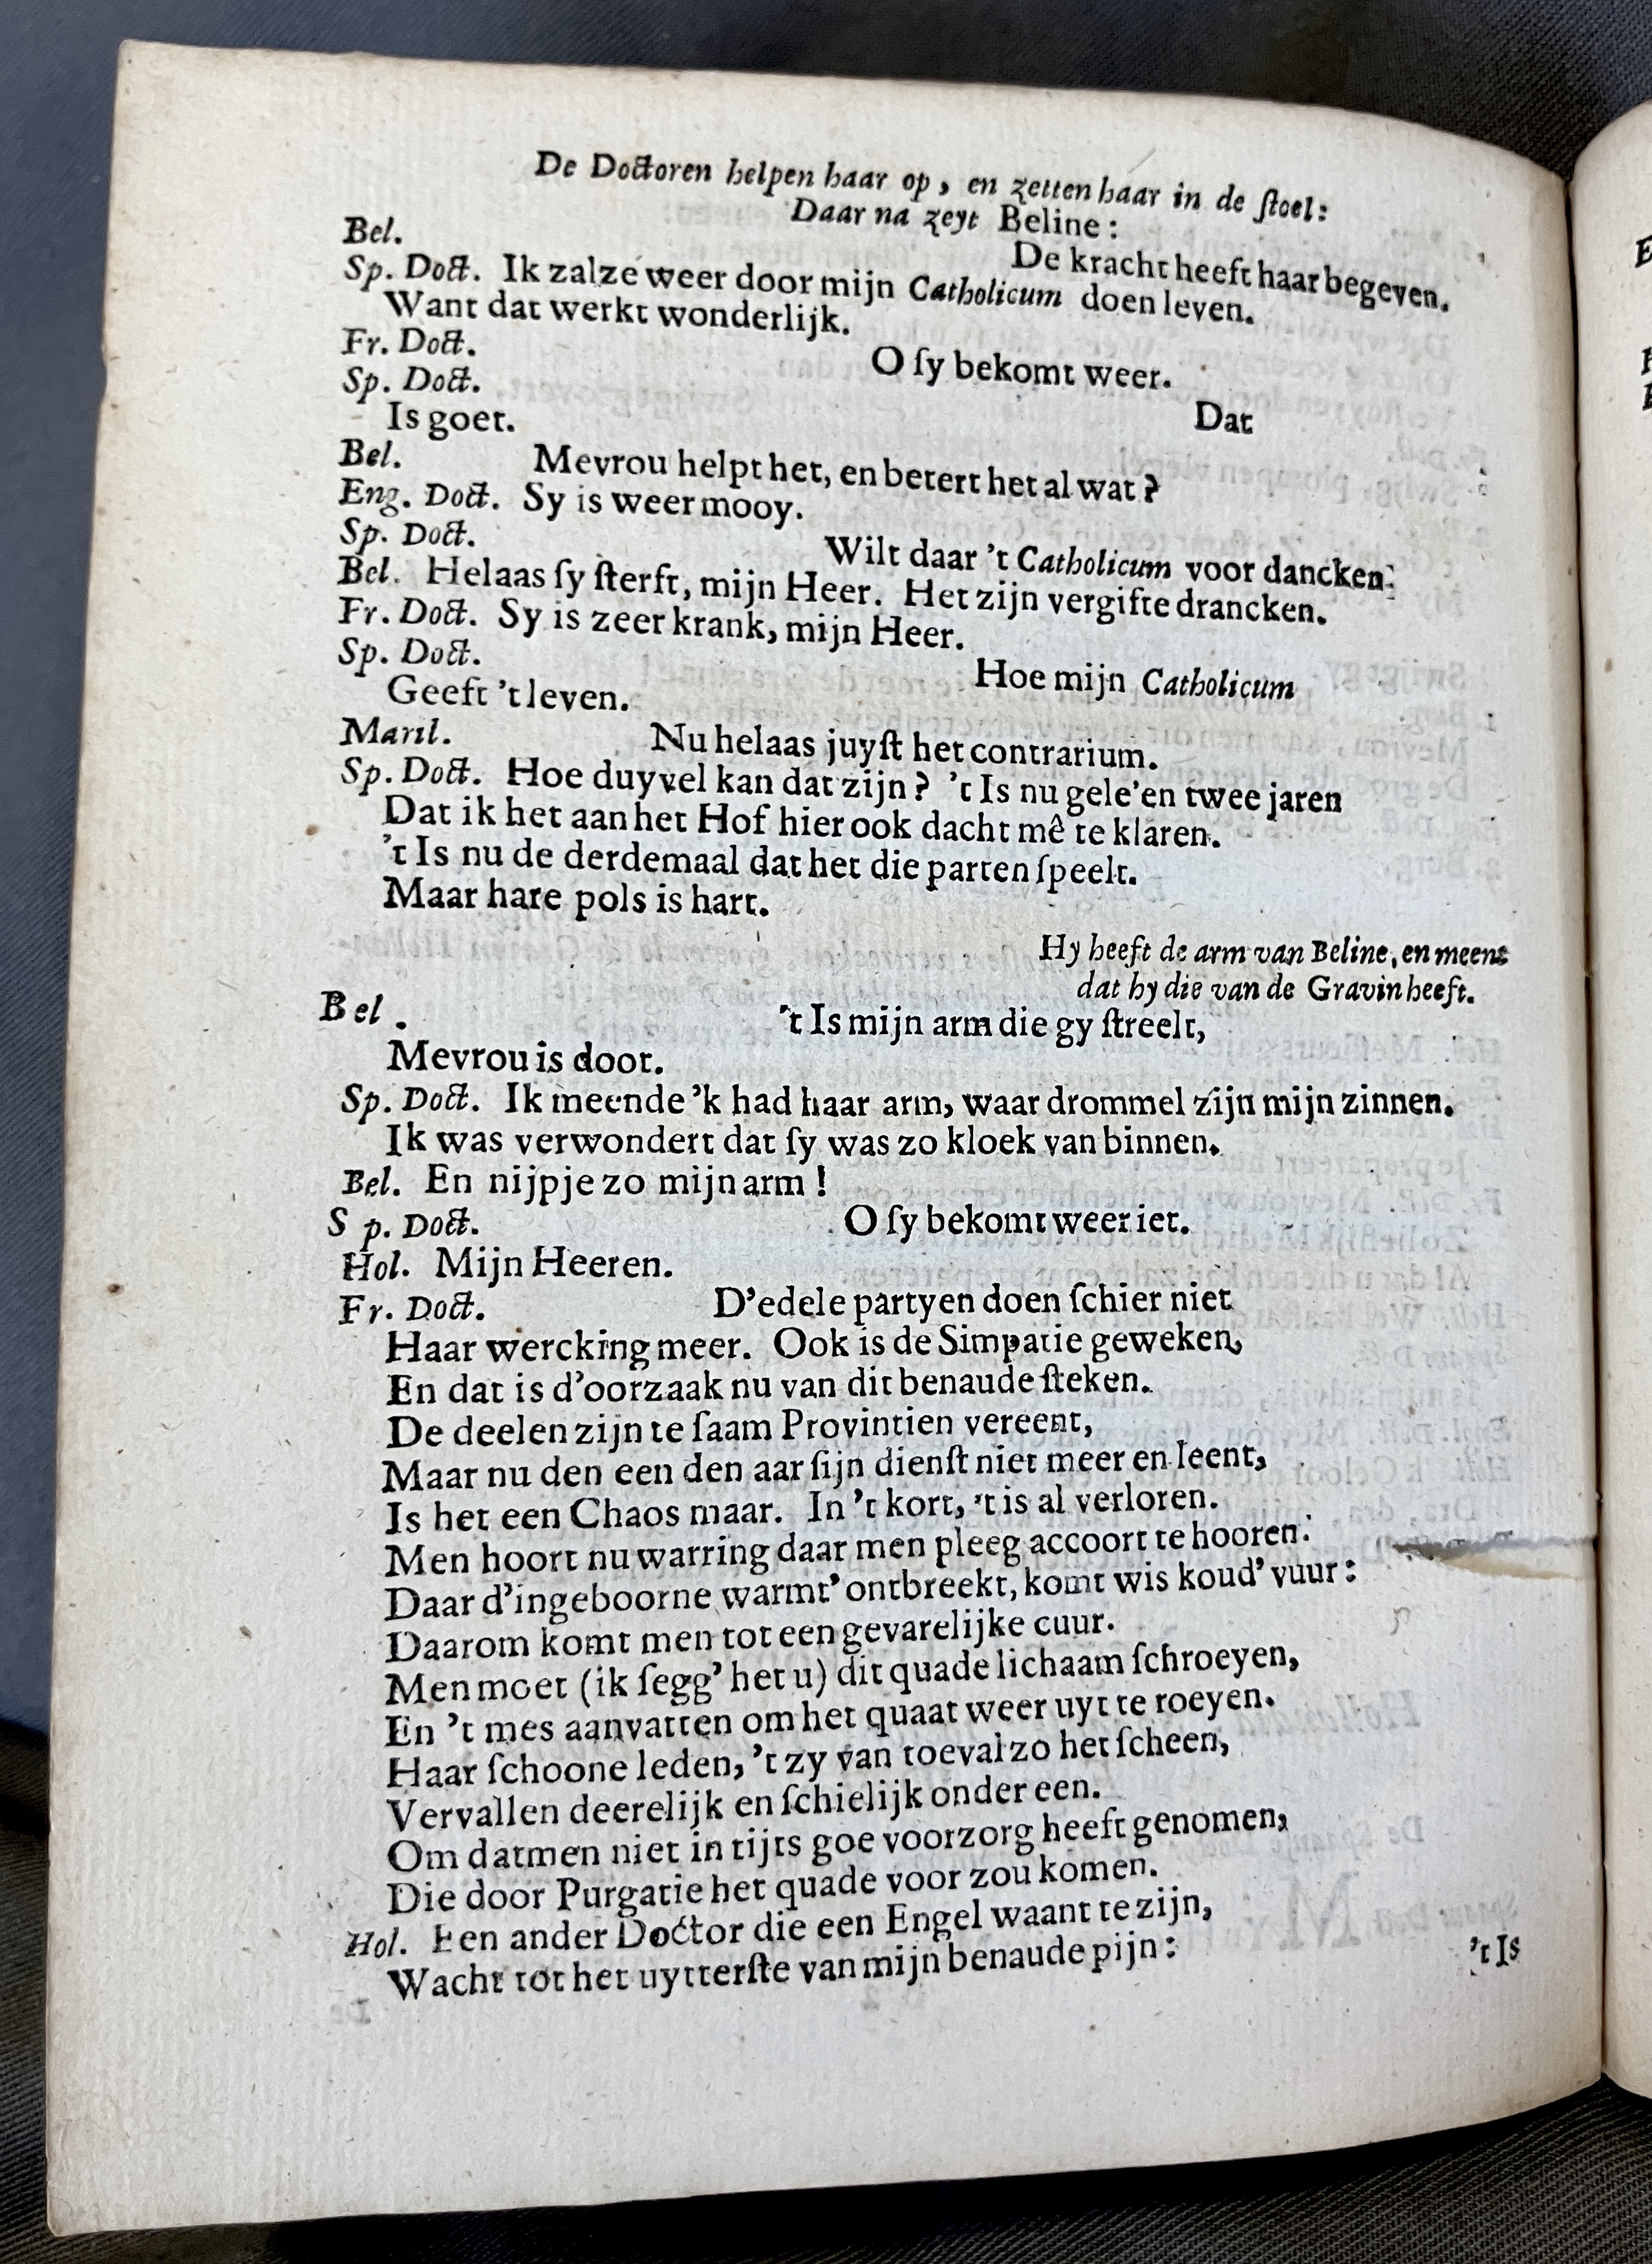 De Doctoren helpen haar op, en zetten haar in de ſtoel:
Daar na zeyt Beline:
Bel. De kracht heeft haar begeven.
Sp. Doct. Ik zalze weer door mijn Catholicum doen leven.
Want dat werkt wonderlijk.
Fr. Doct. O ſy bekomt weer.
Sp. Doct. Dat
Is goet.
Bel. Mevrou helpt het, en betert het al wat?
Eng. Doct. Sy is weer mooy.
Sp. Doct. Wilt daar 't Catholicum voor dancken.
Bel. Helaas ſy ſterft, mijn Heer. Het zijn vergifte drancken.
Fr. Doct. Sy is zeer krank, mijn Heer.
Sp. Doct. Hoe mijn Catholicum
Geeft 't leven.
Maril. Nu helaas juyſt het contrarium.
Sp. Doct. Hoe duyvel kan dat zijn? 't Is nu gele'en twee jaren
Dat ik het aan het Hof hier ook dacht mê te klaren.
't Is nu de derdemaal dat het die parten ſpeelt.
Maar hare pols is hart.
Hy heeft de arm van Beline, en meent
dat hy die van de Gravin heeft.
Bel. 't Is mijn arm die gy ſtreelt,
Mevrou is doot.
Sp. Doct. Ik meende 'k had haar arm, waar drommel zijn mijn zinnen.
Ik was verwondert dat ſy was zo kloek van binnen.
Bel. En nijpje zo mijn arm!
Sp. Doct. O ſy bekomt weer iet.
Hol. Mijn Heeren.
Fr. Doct. D'edele partyen doen ſchier niet
Haar wercking meer. Ook is de Simpatie geweken,
En dat is d'oorzaak nu van dit benaude ſteken.
De deelen zijn te ſaam Provintien vereent,
Maar nu den een den aar ſijn dienſt niet meer en leent,
Is het een Chaos maar. In 't kort, 't is al verloren.
Men hoort nu warring daar men pleeg accoort te hooren.
Daar d'ingeboorne warmt' ontbreekt, komt wis koud' vuur:
Daarom komt men tot een gevarelijke cuur.
Men moet (ik ſegg' het u) dit quade lichaam ſchroeyen,
En 't mes aanvatten om het quaat weer uyt te roeyen.
Haar ſchoone leden, 't zy van toeval zo het ſcheen,
Vervallen deerelijk en ſchielijk onder een.
Om datmen niet in tijts goe voorzorg heeft genomen,
Die door Purgatie het quade voor zou komen.
Hol. Een ander Doctor die een Engel waant te zijn,
Wacht tot het uytterſte van mijn benaude pijn:
't Is